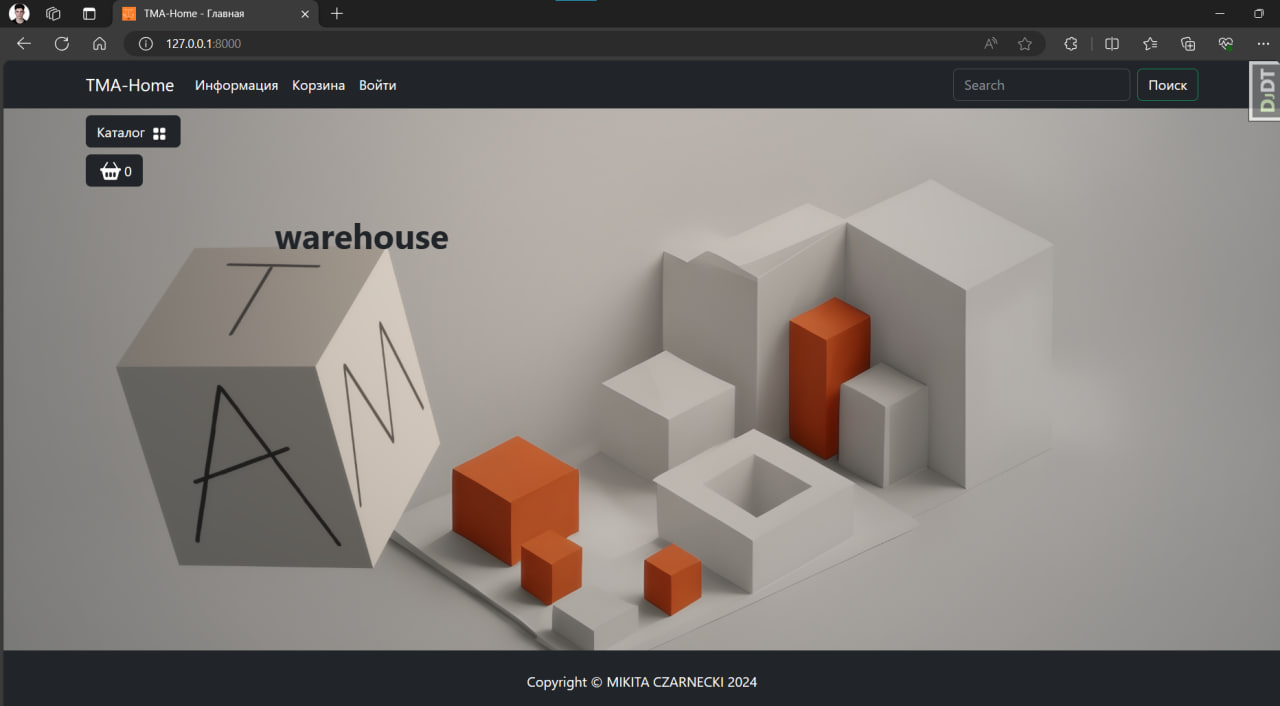 TMA-Home - Главная
127.0.0.1:8000
TMA-Home Информация Корзина Войти Search Поиск
DjDT
Каталог
0
warehouse
T
A M
Copyright © MIKITA CZARNECKI 2024